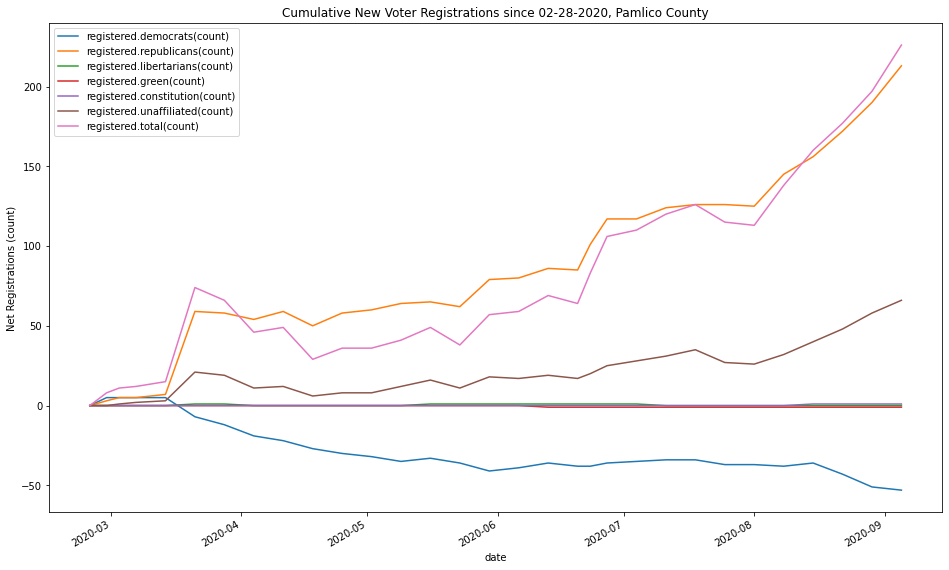 Cumulative New Voter Registrations since 02-28-2020, Pamlico County
registered.democrats(count)
registered.republicans(count)
registered.libertarians(count)
registered.green(count)
registered.constitution(count)
registered.unaffiliated(count)
registered.total(count)
Net Registrations (count)
200
150
100
50
0
−50
2020-03
2020-04
2020-05
2020-06
2020-07
2020-08
2020-09
date